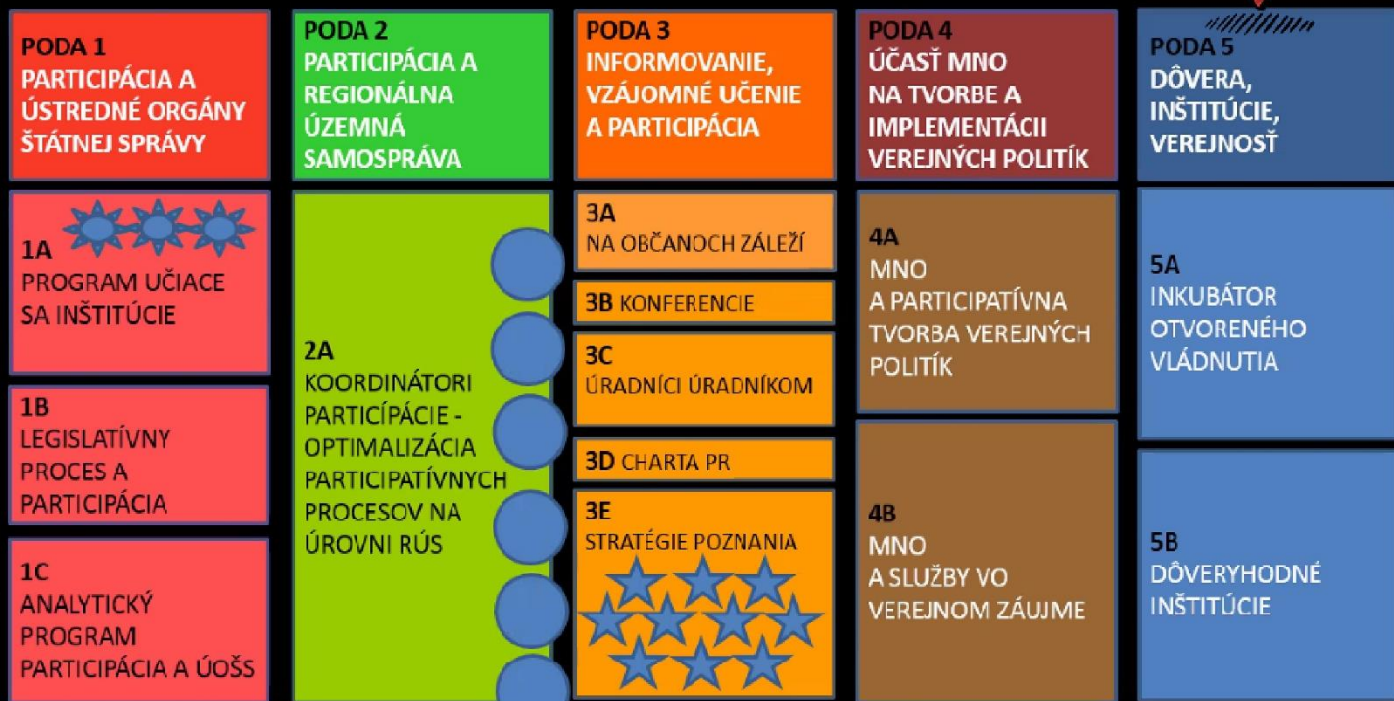 PODA 1
PARTICIPÁCIA A
ÚSTREDNÉ ORGÁNY
ŠTÁTNEJ SPRÁVY
1A
PROGRAM UČIACE
SA INŠTITÚCIE
1B
LEGISLATÍVNY
PROCES A
PARTICIPÁCIA
1C
ANALYTICKÝ
PROGRAM
PARTICIPÁCIA A ÚOŠS
PODA 2
PARTICIPÁCIA A
REGIONÁLNA
ÚZEMNÁ
SAMOSPRÁVA
2A
KOORDINÁTORI
PARTICÍPÁCIE -
OPTIMALIZÁCIA
PARTICIPATÍVNYCH
PROCESOV NA
ÚROVNI RÚS
PODA 3
INFORMOVANIE,
VZÁJOMNÉ UČENIE
A PARTICIPÁCIA
3A
NA OBČANOCH ZÁLEŽÍ
3B KONFERENCIE
3C
ÚRADNÍCI ÚRADNÍKOM
3D CHARTA PR
3E
STRATÉGIE POZNANIA
PODA 4
ÚČASŤ MNO
NA TVORBE A
IMPLEMENTÁCII
VEREJNÝCH POLITÍK
4A
MNO
A PARTICIPATÍVNA
TVORBA VEREJNÝCH
POLITÍK
4B
MNO
A SLUŽBY VO
VEREJNOM ZÁUJME
PODA 5
DÔVERA,
INŠTITÚCIE,
VEREJNOSŤ
5A
INKUBÁTOR
OTVORENÉHO
VLÁDNUTIA
5B
DÔVERYHODNÉ
INŠTITÚCIE